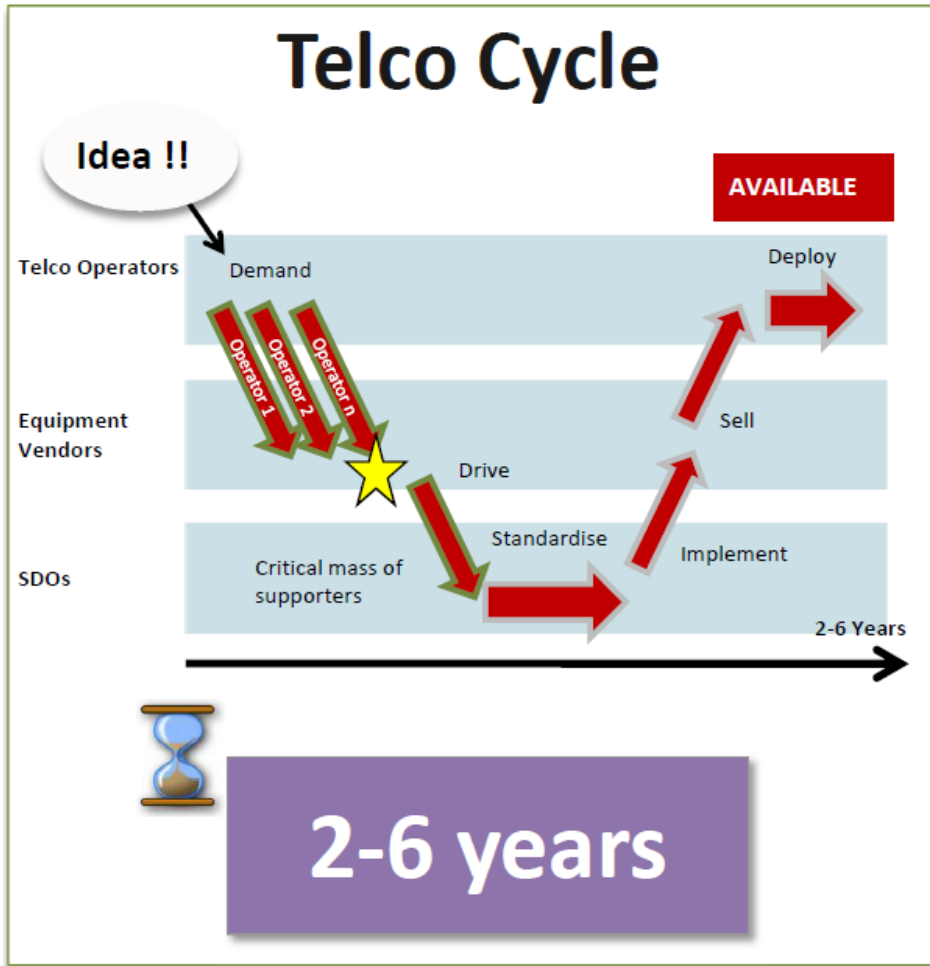 Telco Cycle
Idea !!
AVAILABLE
Telco Operators
Demand
Deploy
Operator 1
Operator 2
Operator n
Equipment
Vendors
Sell
Drive
Standardise
SDOs
Critical mass of
supporters
Implement
2-6 Years
2-6 years